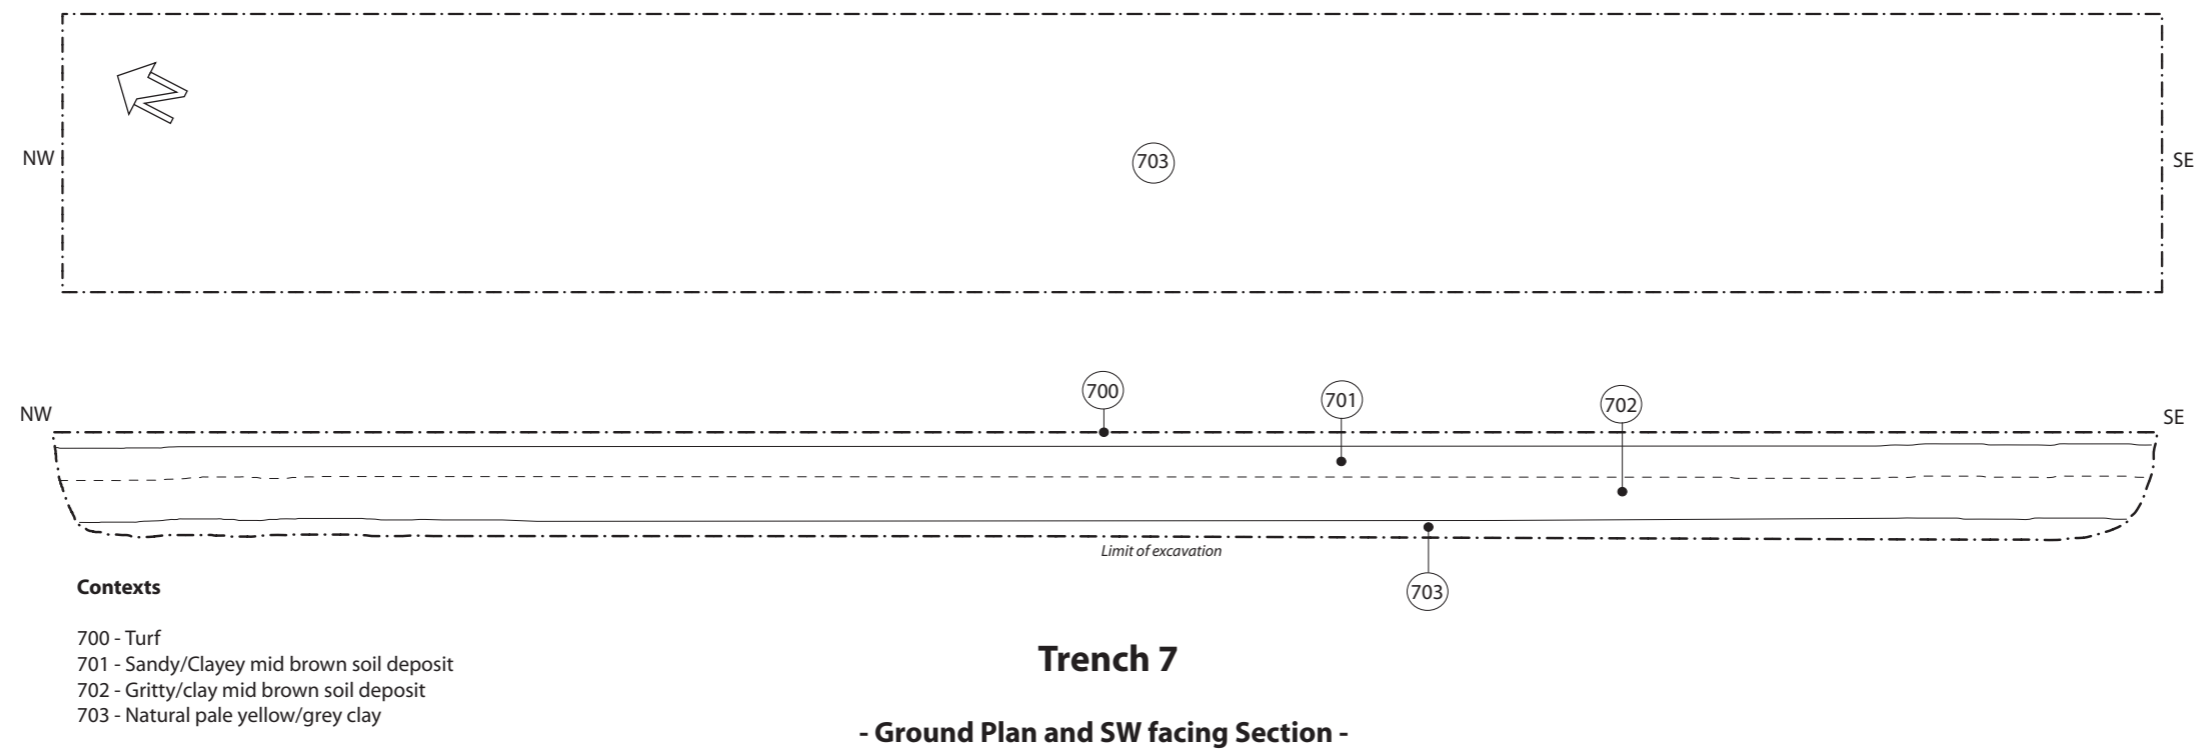 NW
703
SE
NW
700
701
702
SE
Limit of excavation
703
Contexts
700 - Turf
701 - Sandy/Clayey mid brown soil deposit
702 - Gritty/clay mid brown soil deposit
703 - Natural pale yellow/grey clay
Trench 7
- Ground Plan and SW facing Section -